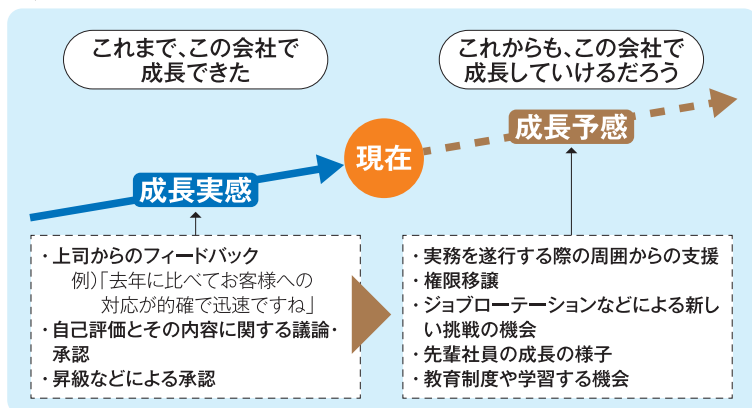 これまで、この会社で
成長できた
これからも、この会社で
成長していけるだろう
成長予感
現在
成長実感
・上司からのフィードバック
例)「去年に比べてお客様への
対応が的確で迅速ですね」
・自己評価とその内容に関する議論・
承認
・昇級などによる承認
・実務を遂行する際の周囲からの支援
・権限移譲
・ジョブローテーションなどによる新し
い挑戦の機会
・先輩社員の成長の様子
・教育制度や学習する機会